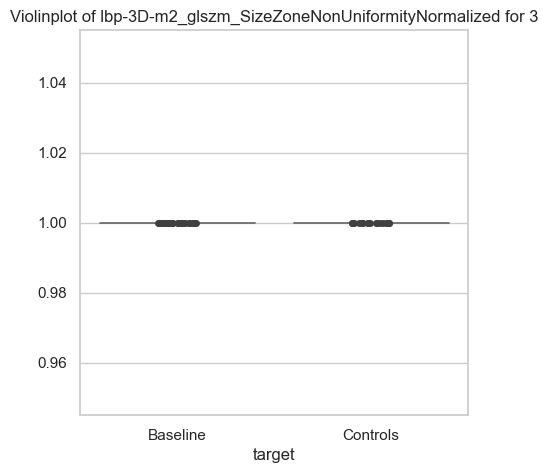 Violinplot of lbp-3D-m2_glszm_SizeZoneNonUniformityNormalized for 3
1.04
1.02
1.00
0.98
0.96
Baseline
Controls
target